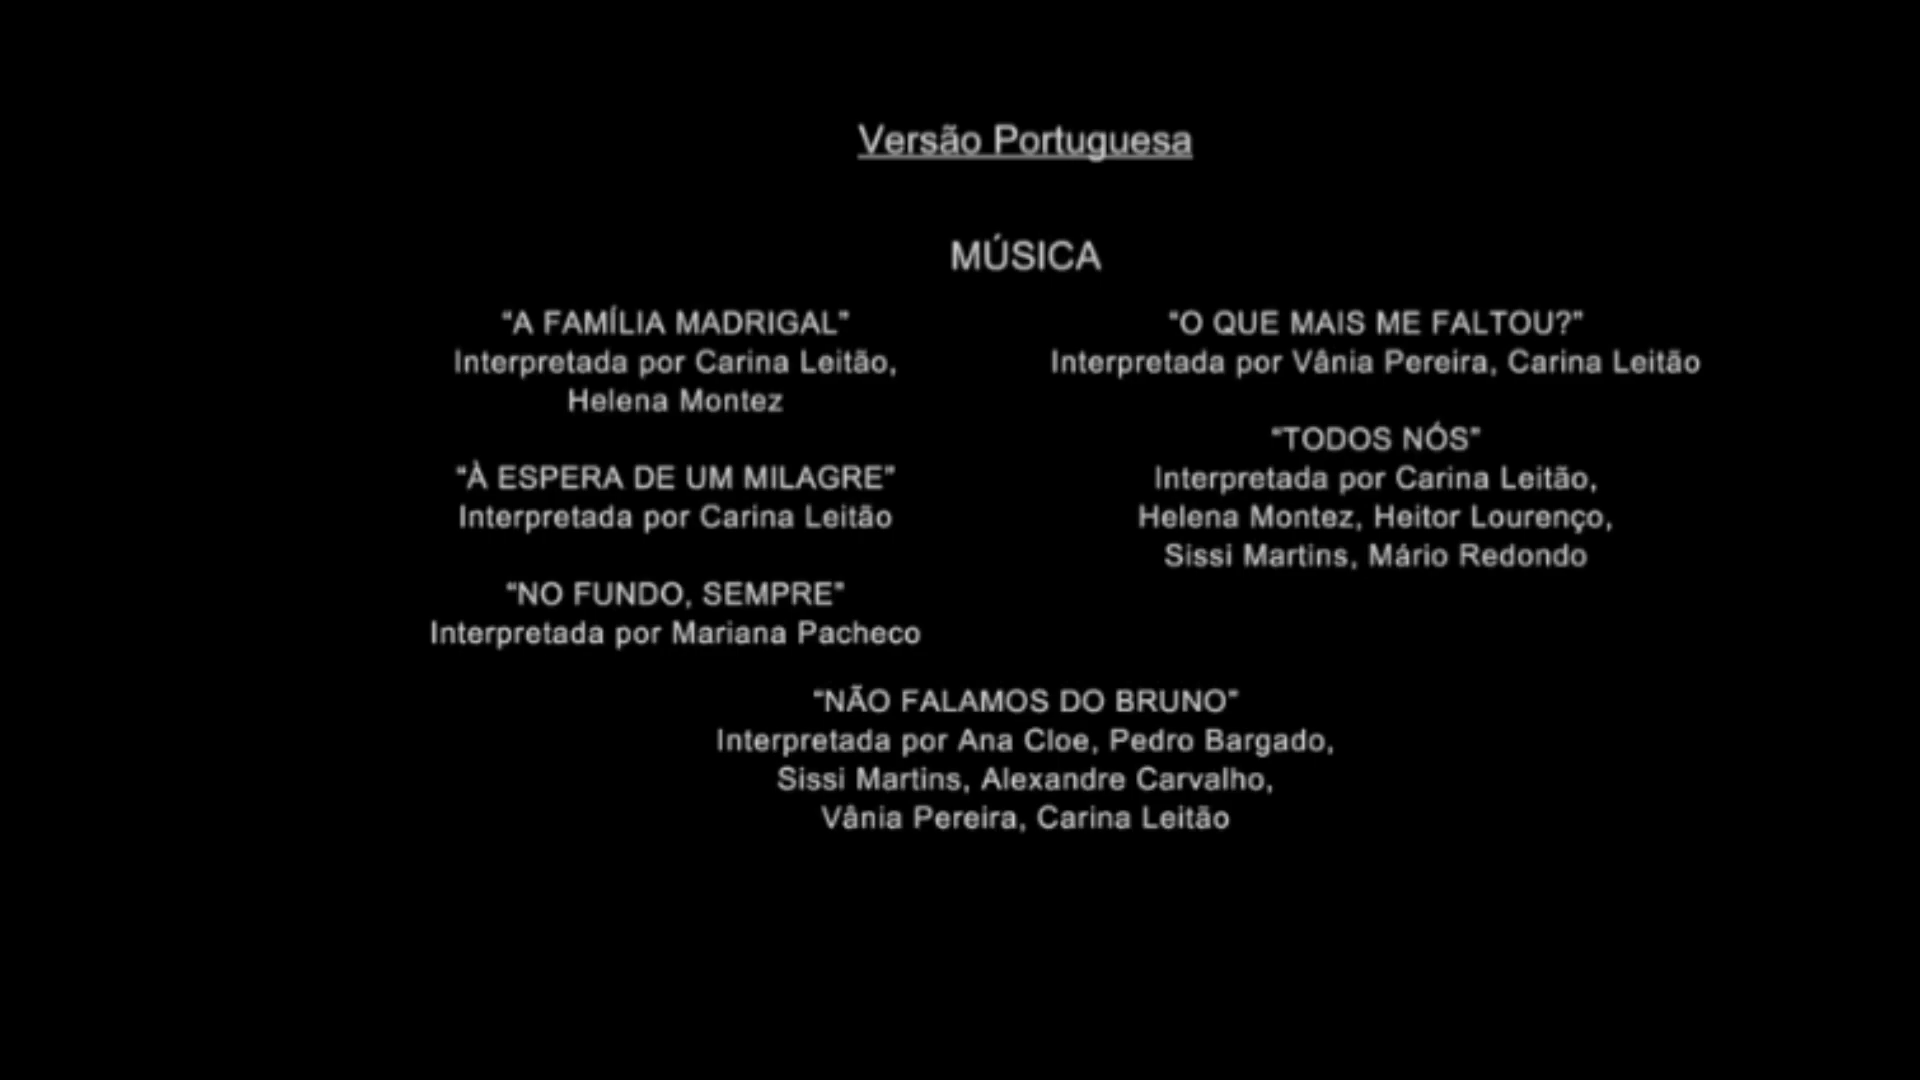 Versão Portuguesa
MÚSICA
“A FAMÍLIA MADRIGAL”
Interpretada por Carina Leitão,
Helena Montez
“À ESPERA DE UM MILAGRE”
Interpretada por Carina Leitão
“NO FUNDO, SEMPRE”
Interpretada por Mariana Pacheco
“O QUE MAIS ME FALTOU?”
Interpretada por Vânia Pereira, Carina Leitão
“TODOS NÓS”
Interpretada por Carina Leitão,
Helena Montez, Heitor Lourenço,
Sissi Martins, Mário Redondo
“NÃO FALAMOS DO BRUNO”
Interpretada por Ana Cloe, Pedro Bargado,
Sissi Martins, Alexandre Carvalho,
Vânia Pereira, Carina Leitão